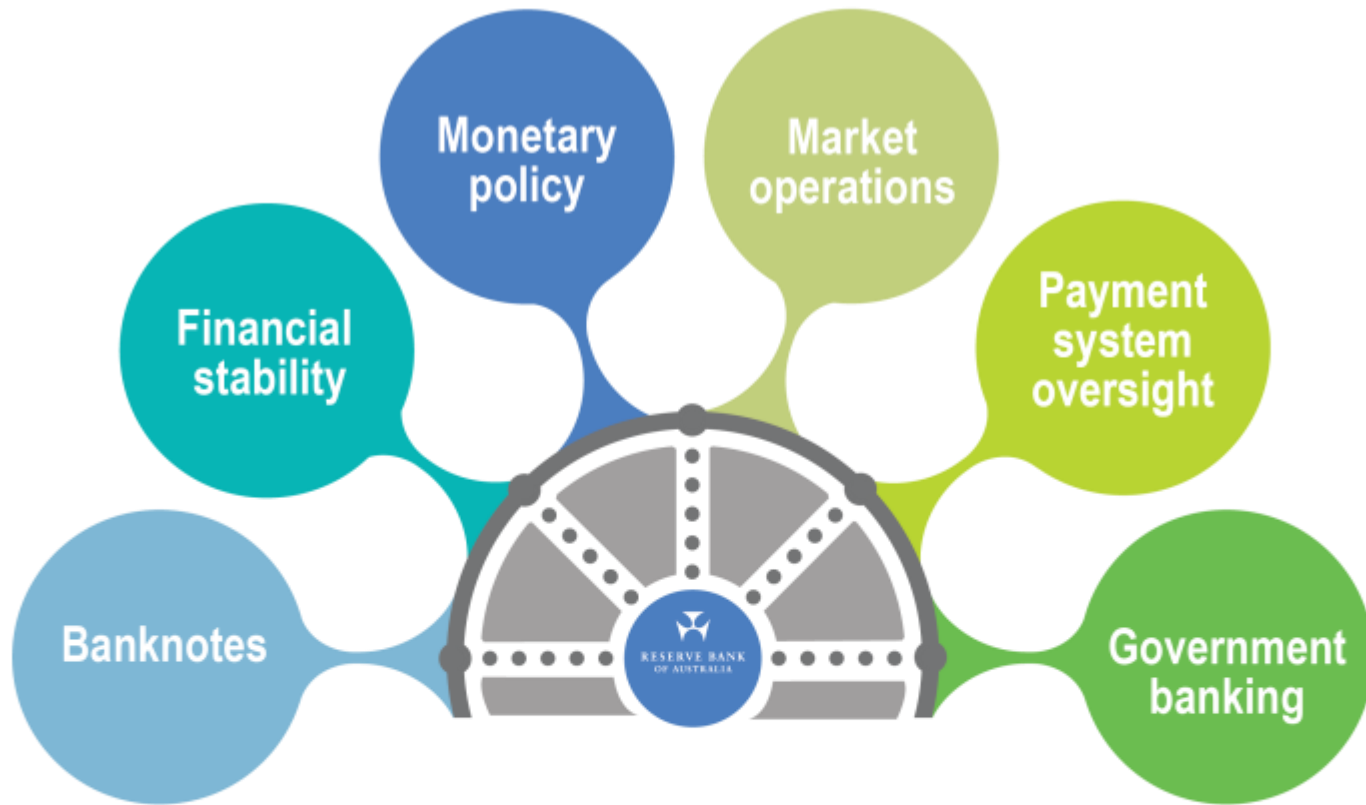 Monetary
policy
Market
operations
Financial
stability
Payment
system
oversight
Banknotes
RESERVE BANK
OF AUSTRALIA
Government
banking